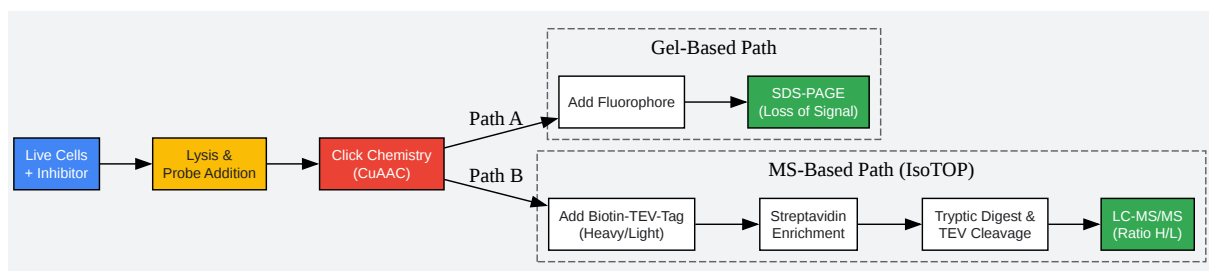 Live Cells
+ Inhibitor
Lysis &
Probe Addition
Click Chemistry
(CuAAC)
Path A
Path B
Gel-Based Path
Add Fluorophore
SDS-PAGE
(Loss of Signal)
MS-Based Path (IsoTOP)
Add Biotin-TEV-Tag
(Heavy/Light)
Streptavidin
Enrichment
Tryptic Digest &
TEV Cleavage
LC-MS/MS
(Ratio H/L)